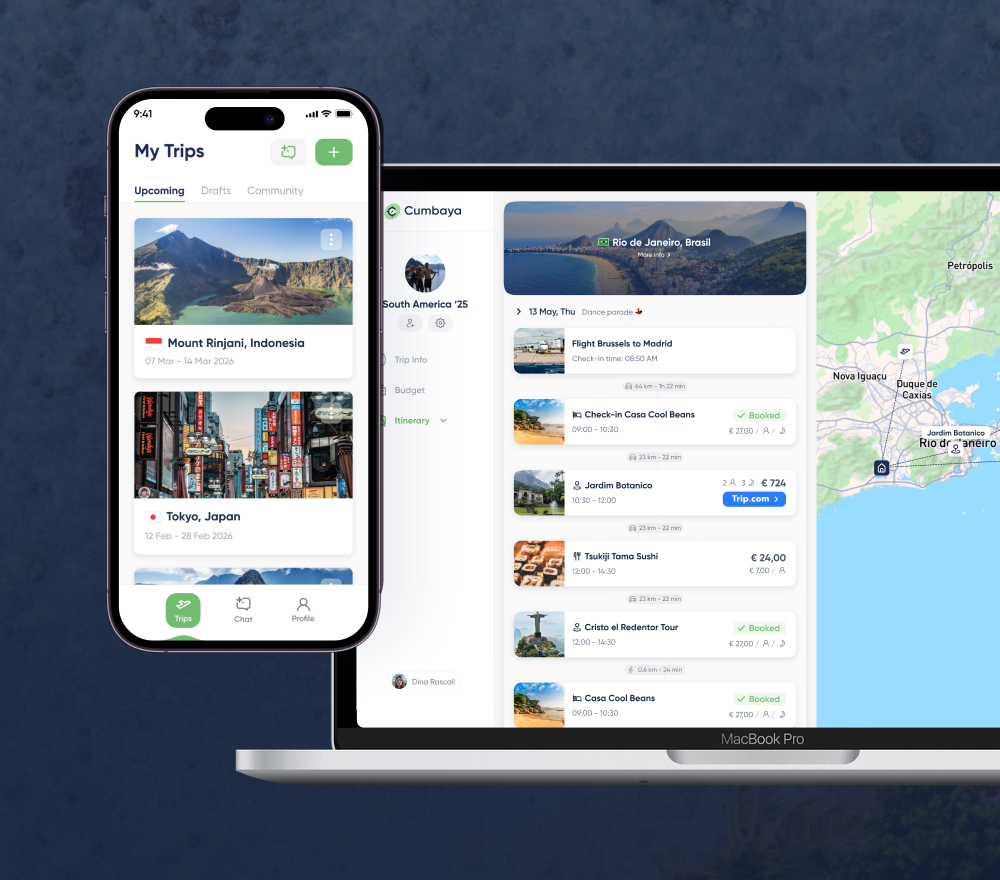 9:41
My Trips
+
Upcoming
Drafts
Community
Mount Rinjani, Indonesia
07 Mar - 14 Mar 2026
Tokyo, Japan
12 Feb - 28 Feb 2026
Trips
Chat
Profile
Cumbaya
South America '25
Trip Info
Budget
Itinerary
Dina Rascall
Rio de Janeiro, Brasil
More info >
13 May, Thu Dance parade
Flight Brussels to Madrid
Check-in time: 08:50 AM
64 km - 1h 22 min
Check-in Casa Cool Beans
Booked
09:00 - 10:30
€ 27,00 / /
23 km - 22 min
Jardim Botanico
2 3 € 724
10:30 - 12:00
Trip.com >
23 km - 22 min
Tsukiji Tama Sushi
€ 24,00
12:00 - 14:30
€ 7,00 /
23 km - 22 min
Cristo el Redentor Tour
Booked
12:00 - 14:30
€ 27,00 / /
0.6 km - 24 min
Casa Cool Beans
Booked
09:00 - 10:30
€ 27,00 / /
Petrópolis
Nova Iguaçu
Duque de
Caxias
Jardim Botanico
Rio de Janeiro
MacBook Pro